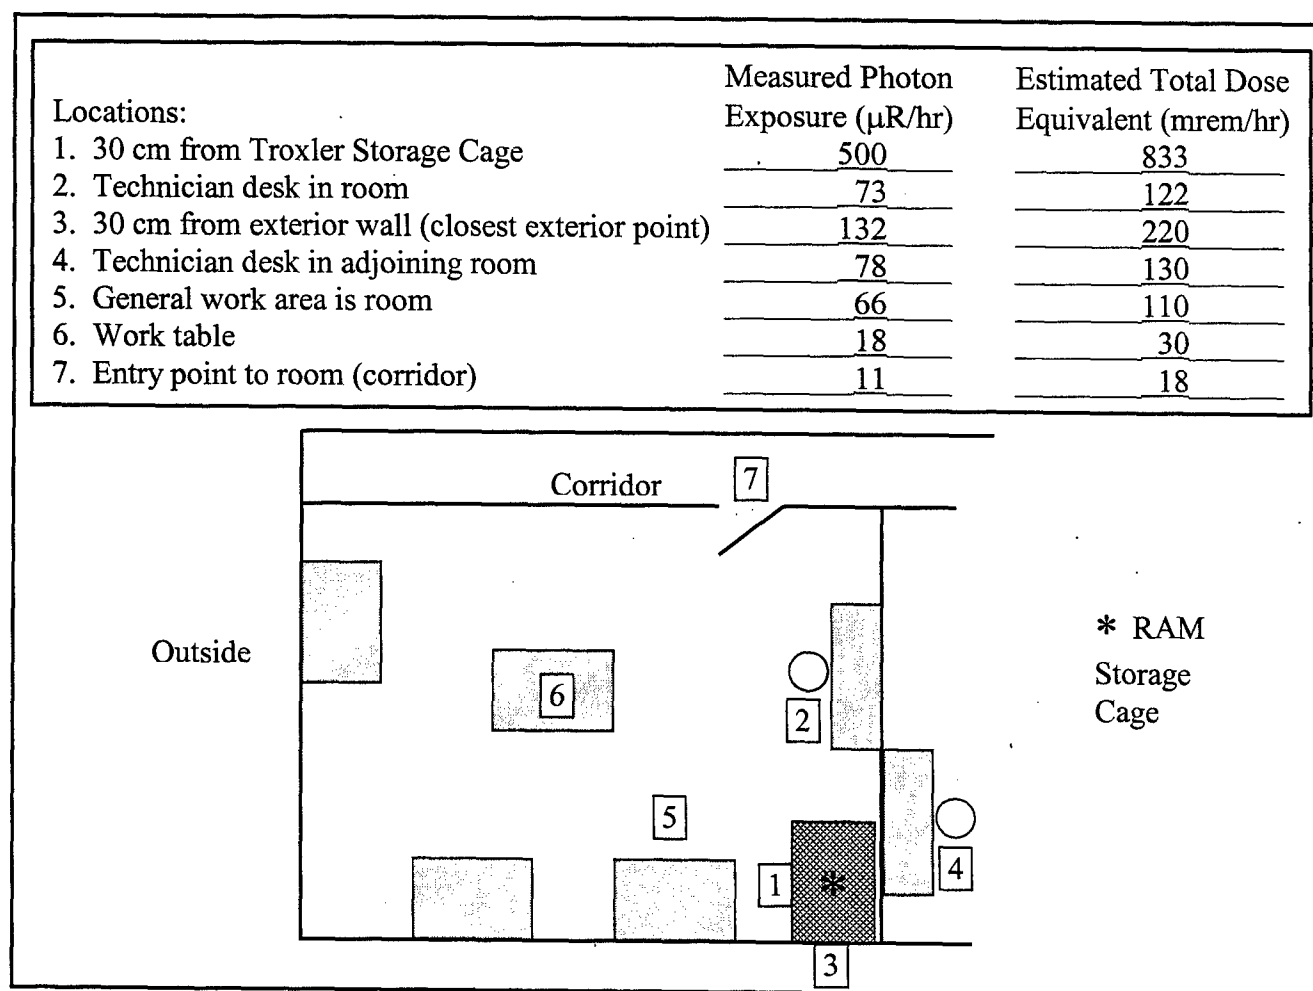 Measured Photon Estimated Total Dose
Locations: Exposure (μR/hr) Equivalent (mrem/hr)
1. 30 cm from Troxler Storage Cage 500 833
2. Technician desk in room 73 122
3. 30 cm from exterior wall (closest exterior point) 132 220
4. Technician desk in adjoining room 78 130
5. General work area is room 66 110
6. Work table 18 30
7. Entry point to room (corridor) 11 18
Corridor 7
Outside
* RAM
Storage
Cage
6
2
5
1 *
4
3